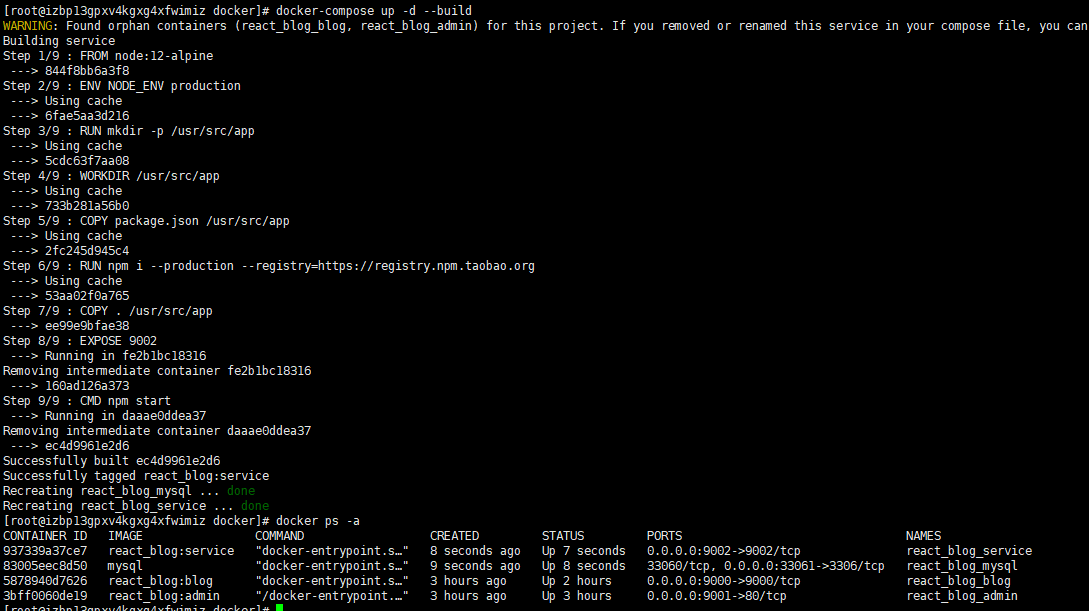 [root@izbp13gpxv4kgxg4xfwimiz docker]# docker-compose up -d --build
WARNING: Found orphan containers (react_blog_blog, react_blog_admin) for this project. If you removed or renamed this service in your compose file, you can
Building service
Step 1/9 : FROM node:12-alpine
 ---> 844f8bb6a3f8
Step 2/9 : ENV NODE_ENV production
 ---> Using cache
 ---> 6fae5aa3d216
Step 3/9 : RUN mkdir -p /usr/src/app
 ---> Using cache
 ---> 5cdc63f7aa08
Step 4/9 : WORKDIR /usr/src/app
 ---> Using cache
 ---> 733b281a56b0
Step 5/9 : COPY package.json /usr/src/app
 ---> Using cache
 ---> 2fc245d945c4
Step 6/9 : RUN npm i --production --registry=https://registry.npm.taobao.org
 ---> Using cache
 ---> 53aa02f0a765
Step 7/9 : COPY . /usr/src/app
 ---> ee99e9bfae38
Step 8/9 : EXPOSE 9002
 ---> Running in fe2b1bc18316
Removing intermediate container fe2b1bc18316
 ---> 160ad126a373
Step 9/9 : CMD npm start
 ---> Running in daaae0ddea37
Removing intermediate container daaae0ddea37
 ---> ec4d9961e2d6
Successfully built ec4d9961e2d6
Successfully tagged react_blog:service
Recreating react_blog_mysql ... done
Recreating react_blog_service ... done
[root@izbp13gpxv4kgxg4xfwimiz docker]# docker ps -a
CONTAINER ID IMAGE COMMAND CREATED STATUS PORTS NAMES
937339a37ce7 react_blog:service "docker-entrypoint.s…" 8 seconds ago Up 7 seconds 0.0.0.0:9002->9002/tcp react_blog_service
83005eec8d50 mysql "docker-entrypoint.s…" 9 seconds ago Up 8 seconds 33060/tcp, 0.0.0.0:33061->3306/tcp react_blog_mysql
5878940d7626 react_blog:blog "docker-entrypoint.s…" 3 hours ago Up 2 hours 0.0.0.0:9000->9000/tcp react_blog_blog
3bff0060de19 react_blog:admin "/docker-entrypoint.…" 3 hours ago Up 3 hours 0.0.0.0:9001->80/tcp react_blog_admin
[root@izbp13gpxv4kgxg4xfwimiz docker]#